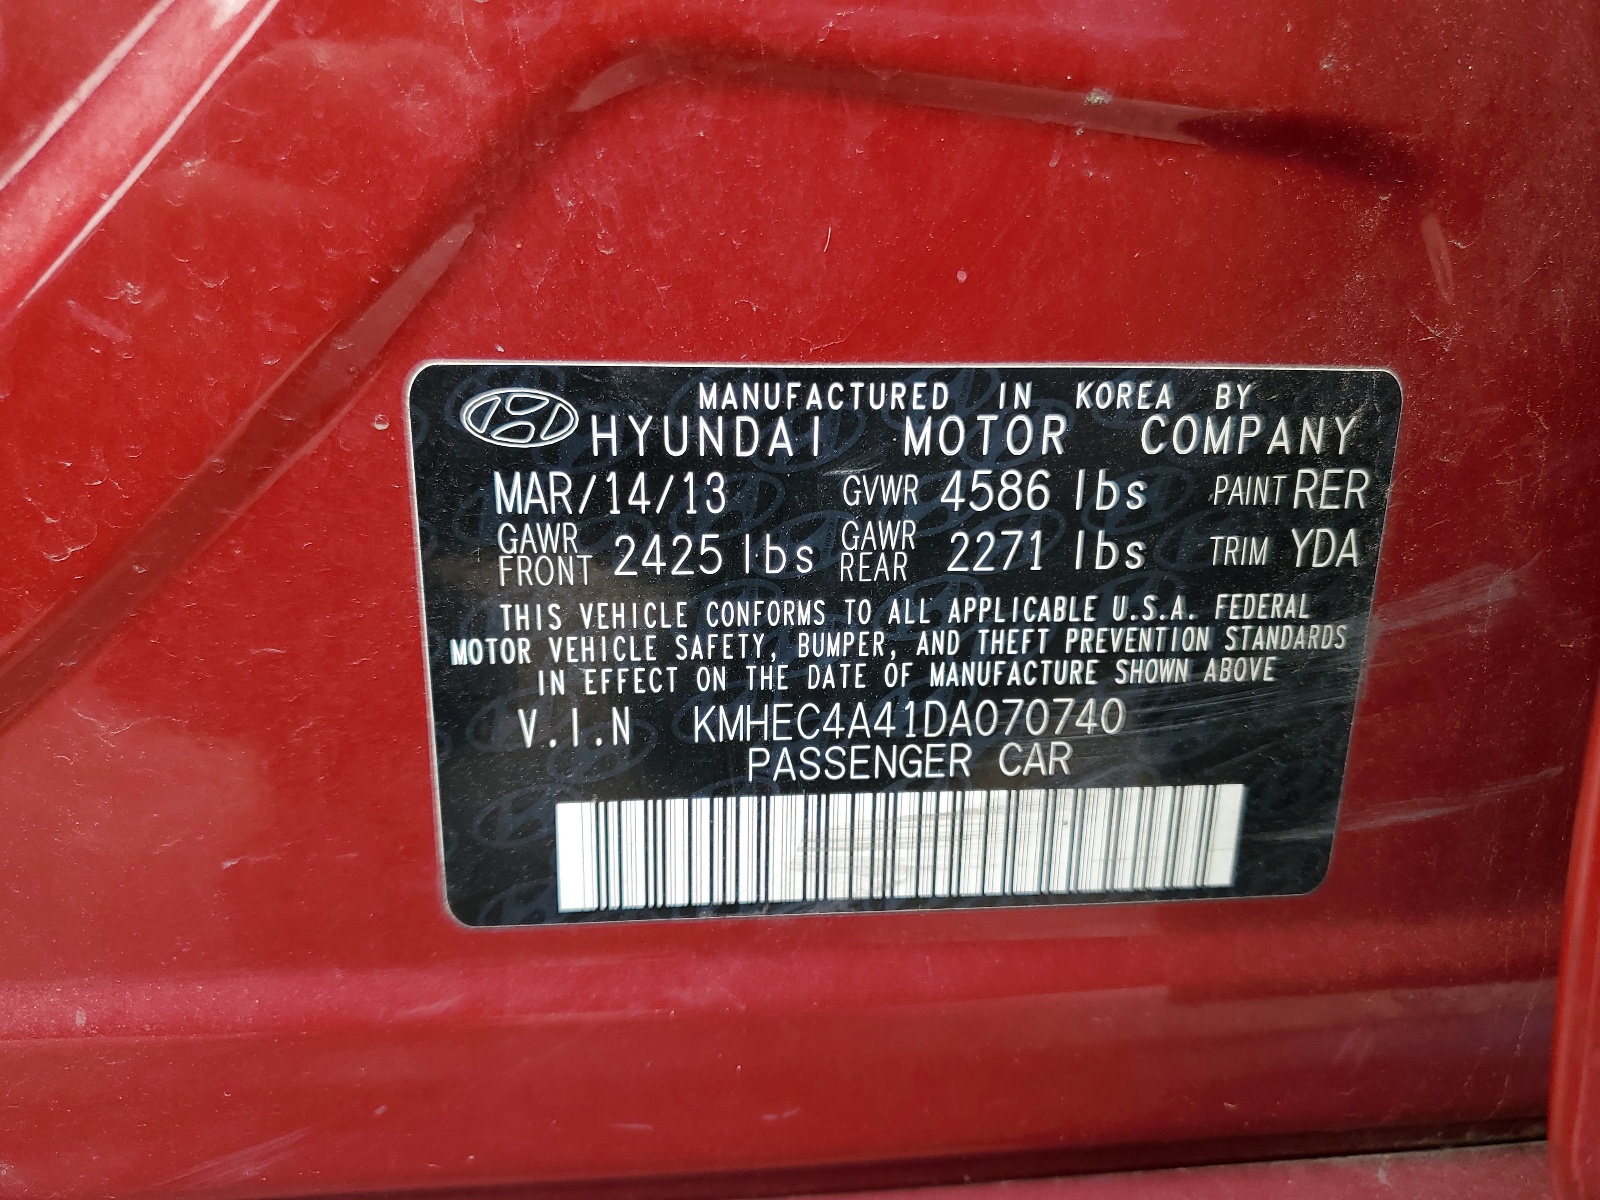 MANUFACTURED IN KOREA BY
HYUNDAI MOTOR COMPANY
MAR/14/13 GVWR 4586 lbs PAINT RER
GAWR FRONT 2425 lbs GAWR REAR 2271 lbs TRIM YDA
THIS VEHICLE CONFORMS TO ALL APPLICABLE U.S.A. FEDERAL
MOTOR VEHICLE SAFETY, BUMPER, AND THEFT PREVENTION STANDARDS
IN EFFECT ON THE DATE OF MANUFACTURE SHOWN ABOVE
V.I.N KMHEC4A41DA070740
PASSENGER CAR